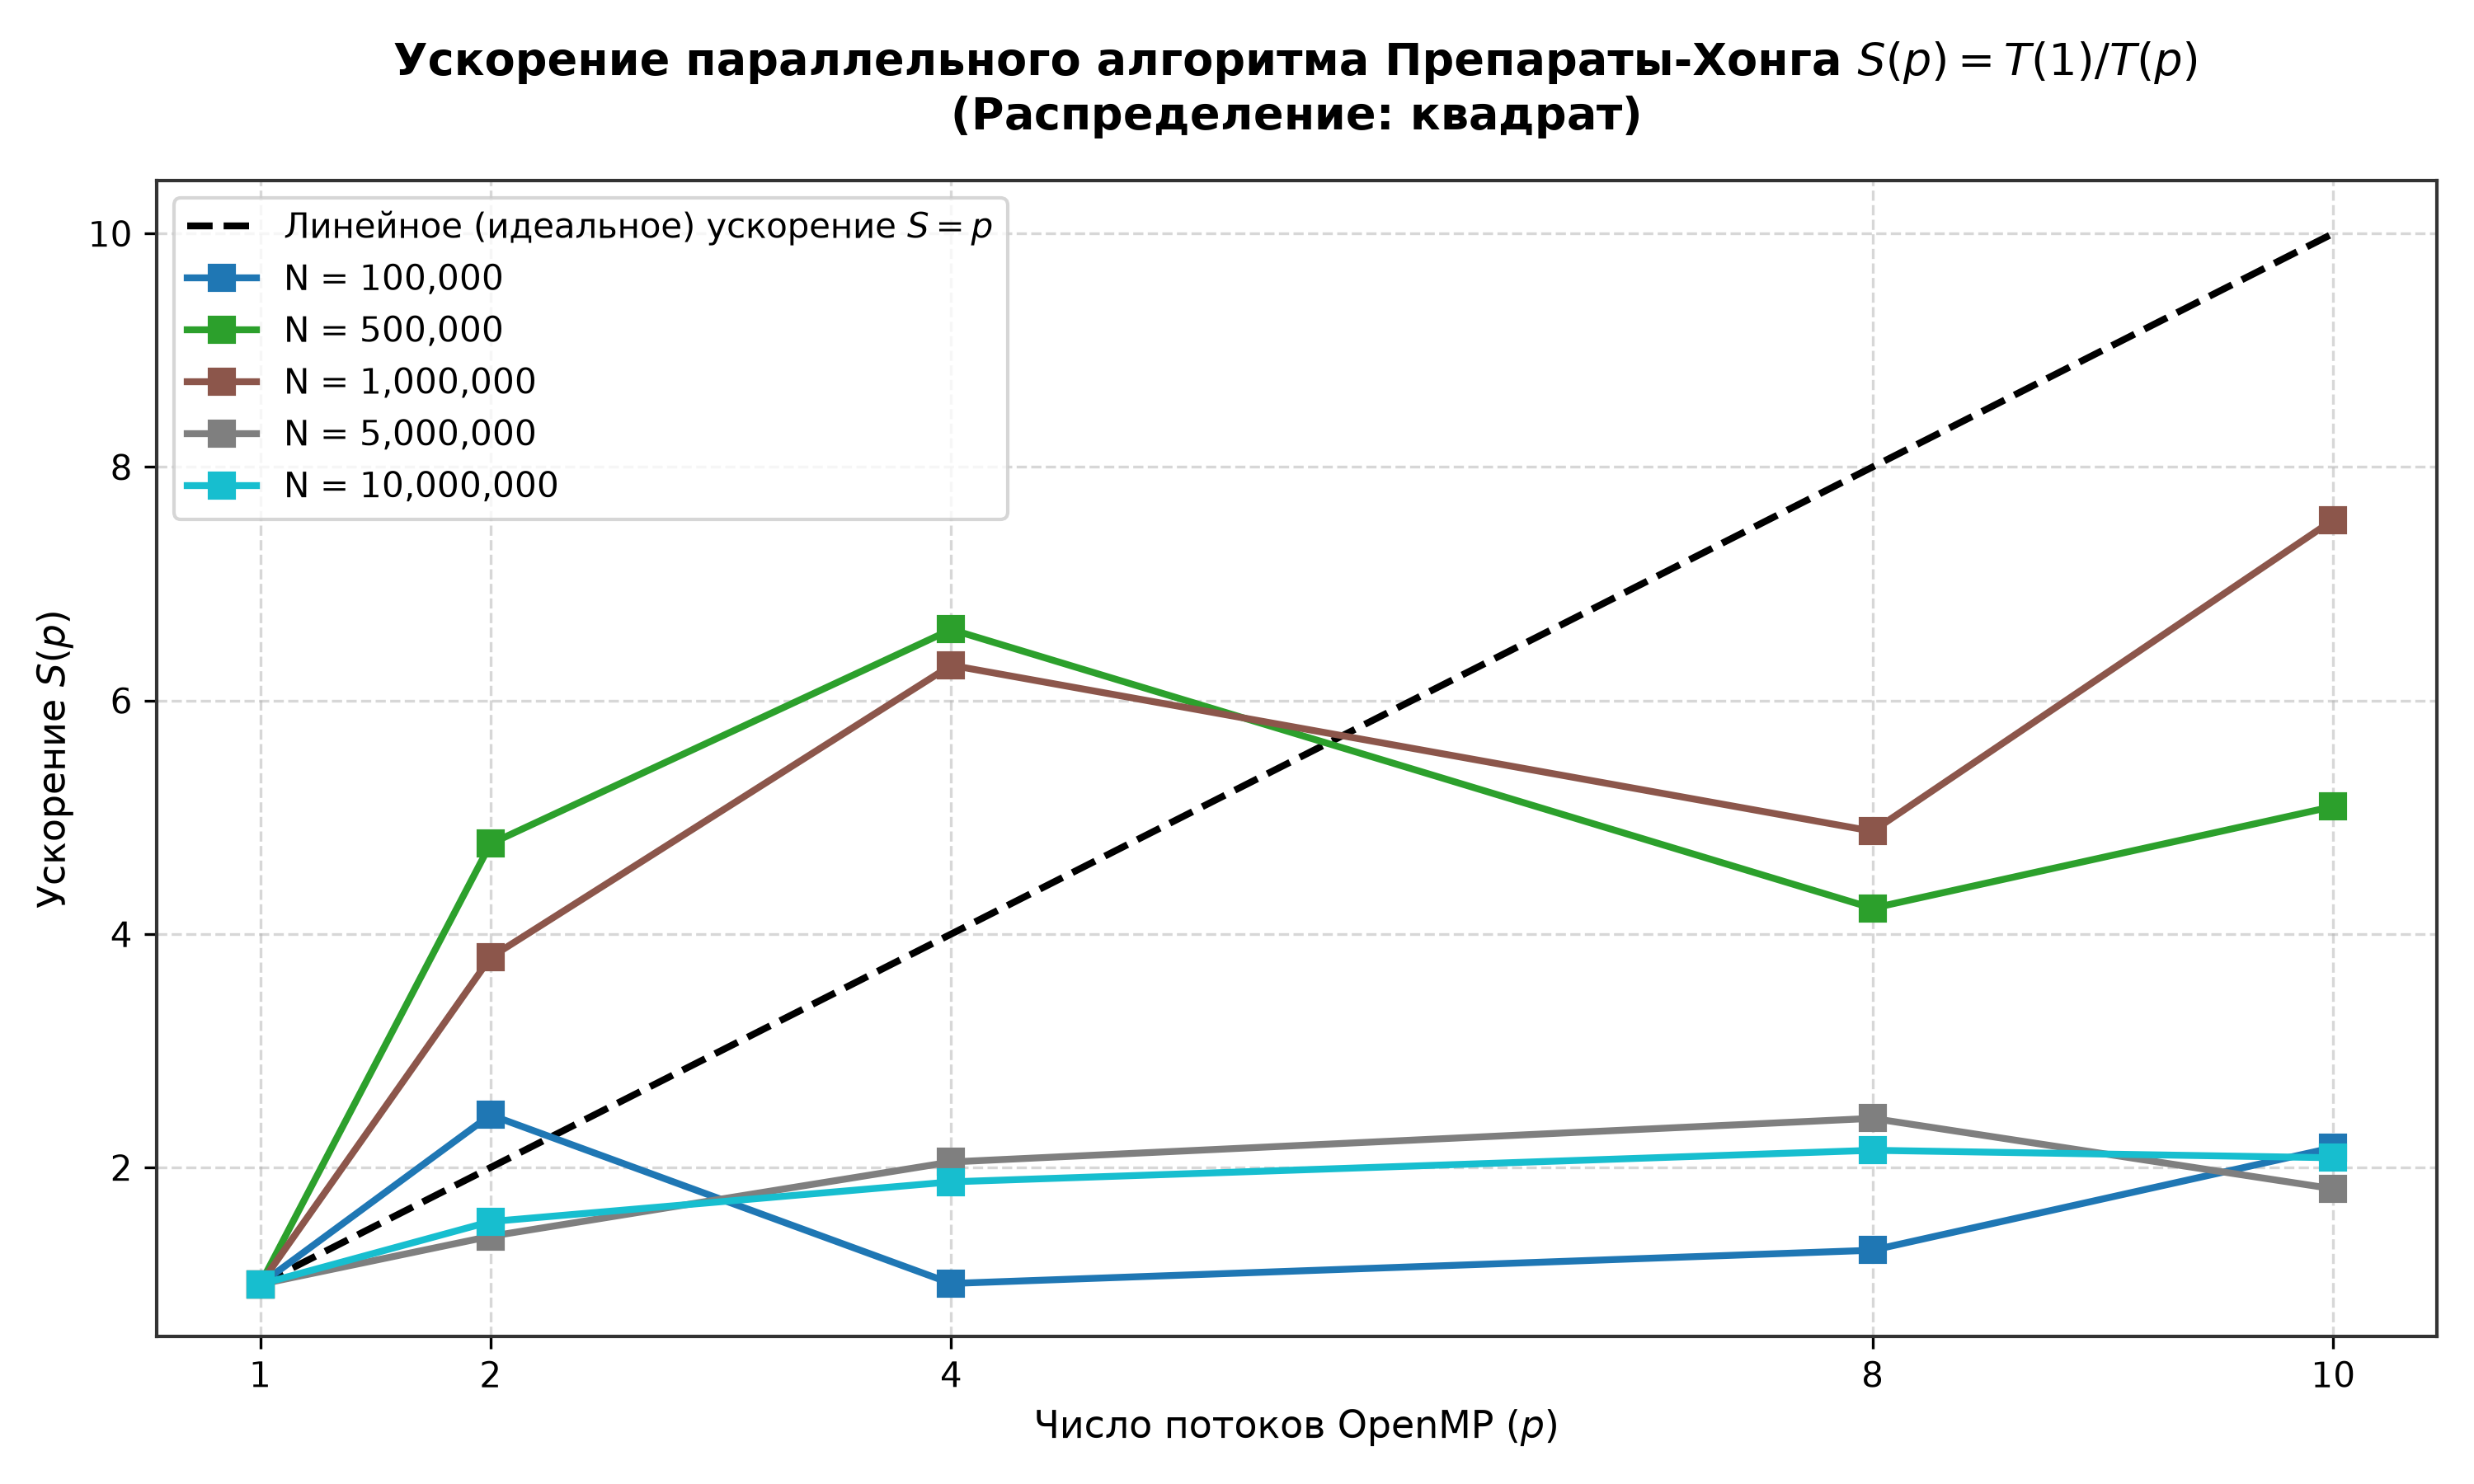 Ускорение параллельного алгоритма Препараты-Хонга S(p) = T(1)/T(p)
(Распределение: квадрат)
Линейное (идеальное) ускорение S = p
N = 100,000
N = 500,000
N = 1,000,000
N = 5,000,000
N = 10,000,000
Ускорение S(p)
10
8
6
4
2
1 2 4 8 10
Число потоков OpenMP (p)